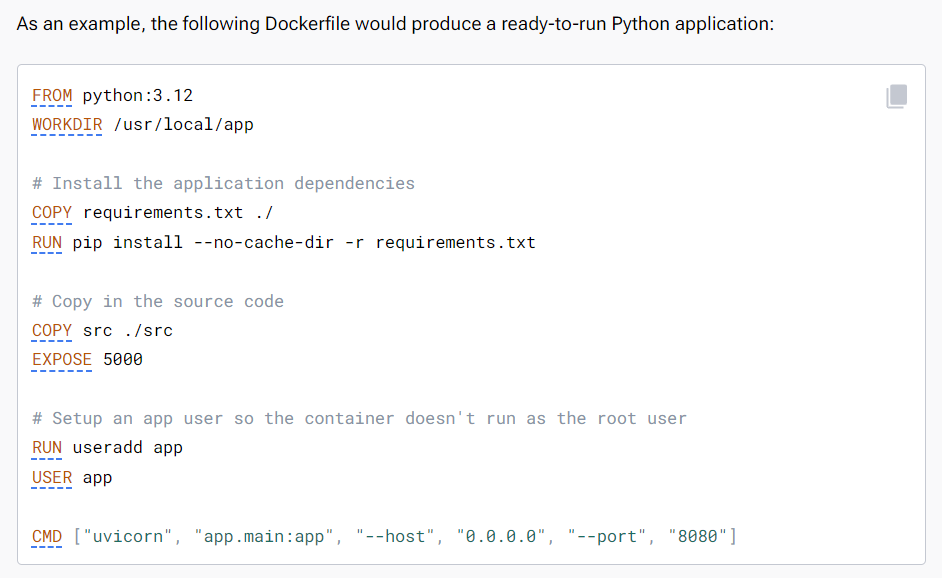 As an example, the following Dockerfile would produce a ready-to-run Python application:
FROM python:3.12
WORKDIR /usr/local/app
# Install the application dependencies
COPY requirements.txt ./
RUN pip install --no-cache-dir -r requirements.txt
# Copy in the source code
COPY src ./src
EXPOSE 5000
# Setup an app user so the container doesn't run as the root user
RUN useradd app
USER app
CMD ["uvicorn", "app.main:app", "--host", "0.0.0.0", "--port", "8080"]